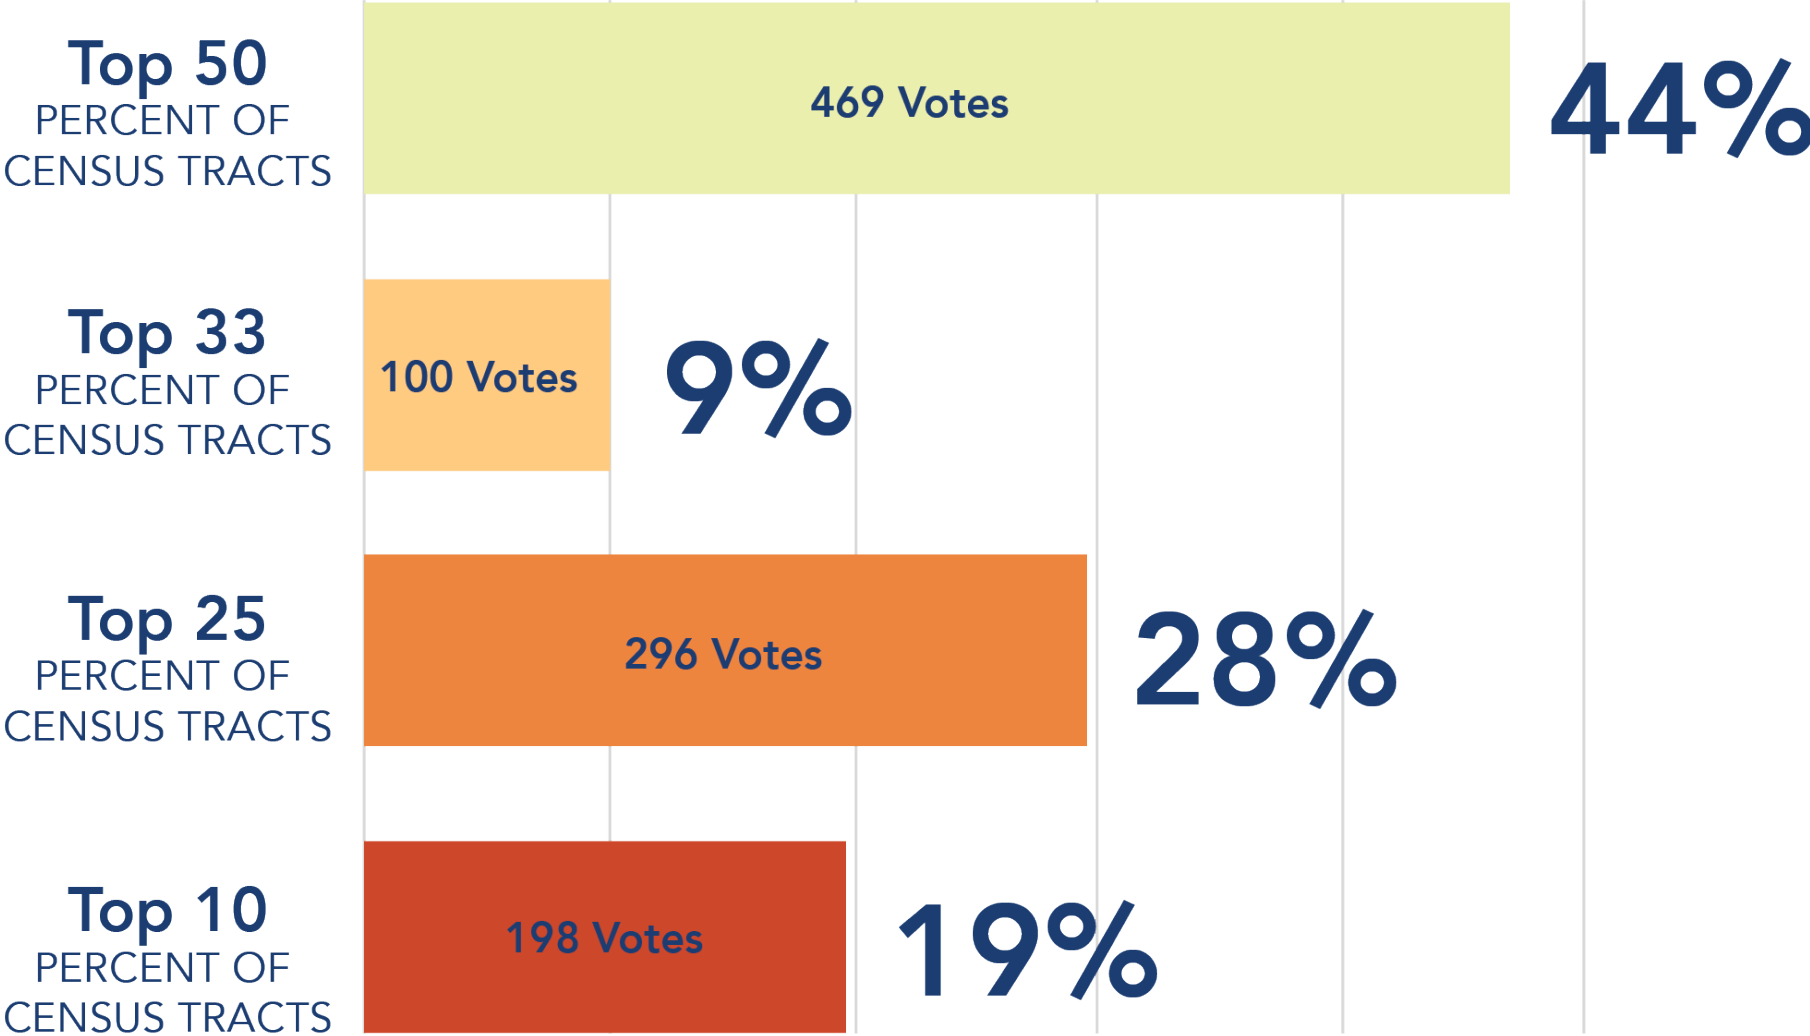 Top 50
PERCENT OF
CENSUS TRACTS
469 Votes
44%
Top 33
PERCENT OF
CENSUS TRACTS
100 Votes
9%
Top 25
PERCENT OF
CENSUS TRACTS
296 Votes
28%
Top 10
PERCENT OF
CENSUS TRACTS
198 Votes
19%